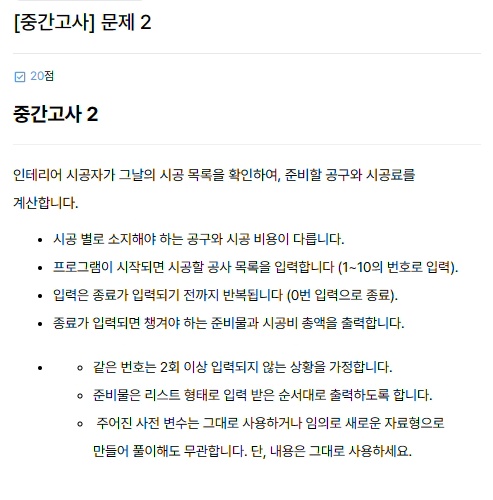 [중간고사] 문제 2
20점
중간고사 2
인테리어 시공자가 그날의 시공 목록을 확인하여, 준비할 공구와 시공료를
계산합니다.
시공 별로 소지해야 하는 공구와 시공 비용이 다릅니다.
프로그램이 시작되면 시공할 공사 목록을 입력합니다 (1~10의 번호로 입력).
입력은 종료가 입력되기 전까지 반복됩니다 (0번 입력으로 종료).
종료가 입력되면 챙겨야 하는 준비물과 시공비 총액을 출력합니다.
같은 번호는 2회 이상 입력되지 않는 상황을 가정합니다.
준비물은 리스트 형태로 입력 받은 순서대로 출력하도록 합니다.
주어진 사전 변수는 그대로 사용하거나 임의로 새로운 자료형으로
만들어 풀이해도 무관합니다. 단, 내용은 그대로 사용하세요.